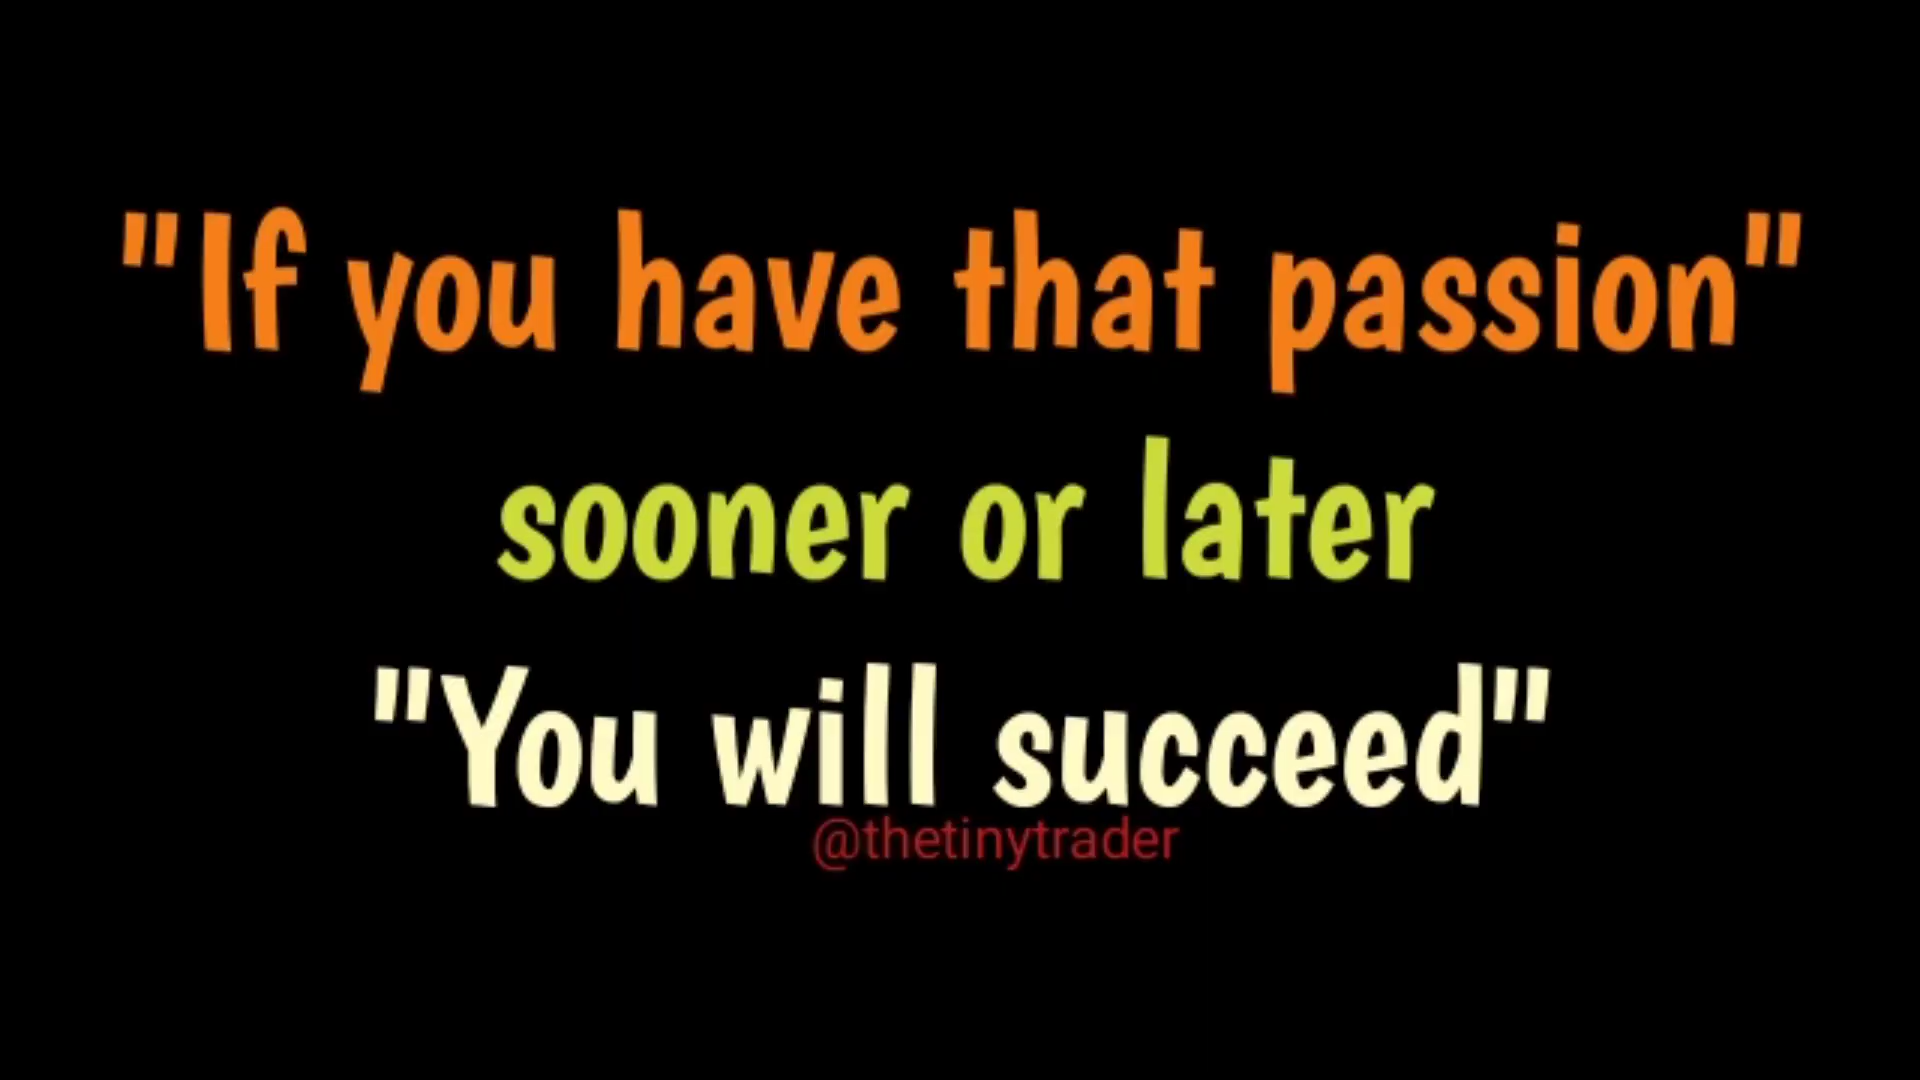 "If you have that passion"
sooner or later
"You will succeed"
@thetinytrader